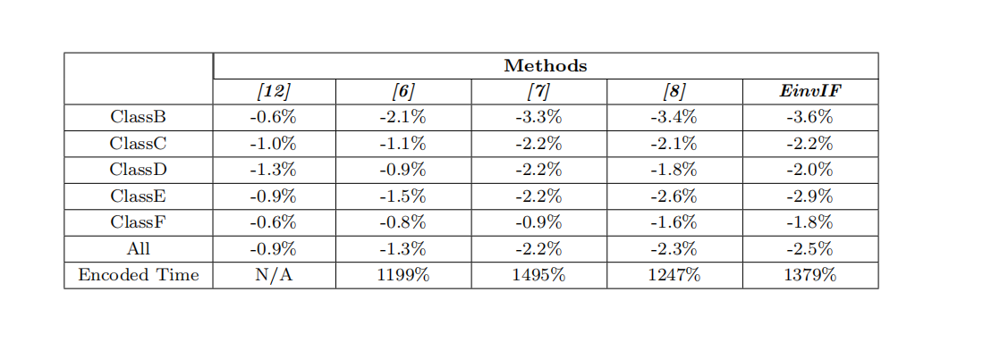 Methods
[12] [6] [7] [8] EinvIF
ClassB -0.6% -2.1% -3.3% -3.4% -3.6%
ClassC -1.0% -1.1% -2.2% -2.1% -2.2%
ClassD -1.3% -0.9% -2.2% -1.8% -2.0%
ClassE -0.9% -1.5% -2.2% -2.6% -2.9%
ClassF -0.6% -0.8% -0.9% -1.6% -1.8%
All -0.9% -1.3% -2.2% -2.3% -2.5%
Encoded Time N/A 1199% 1495% 1247% 1379%